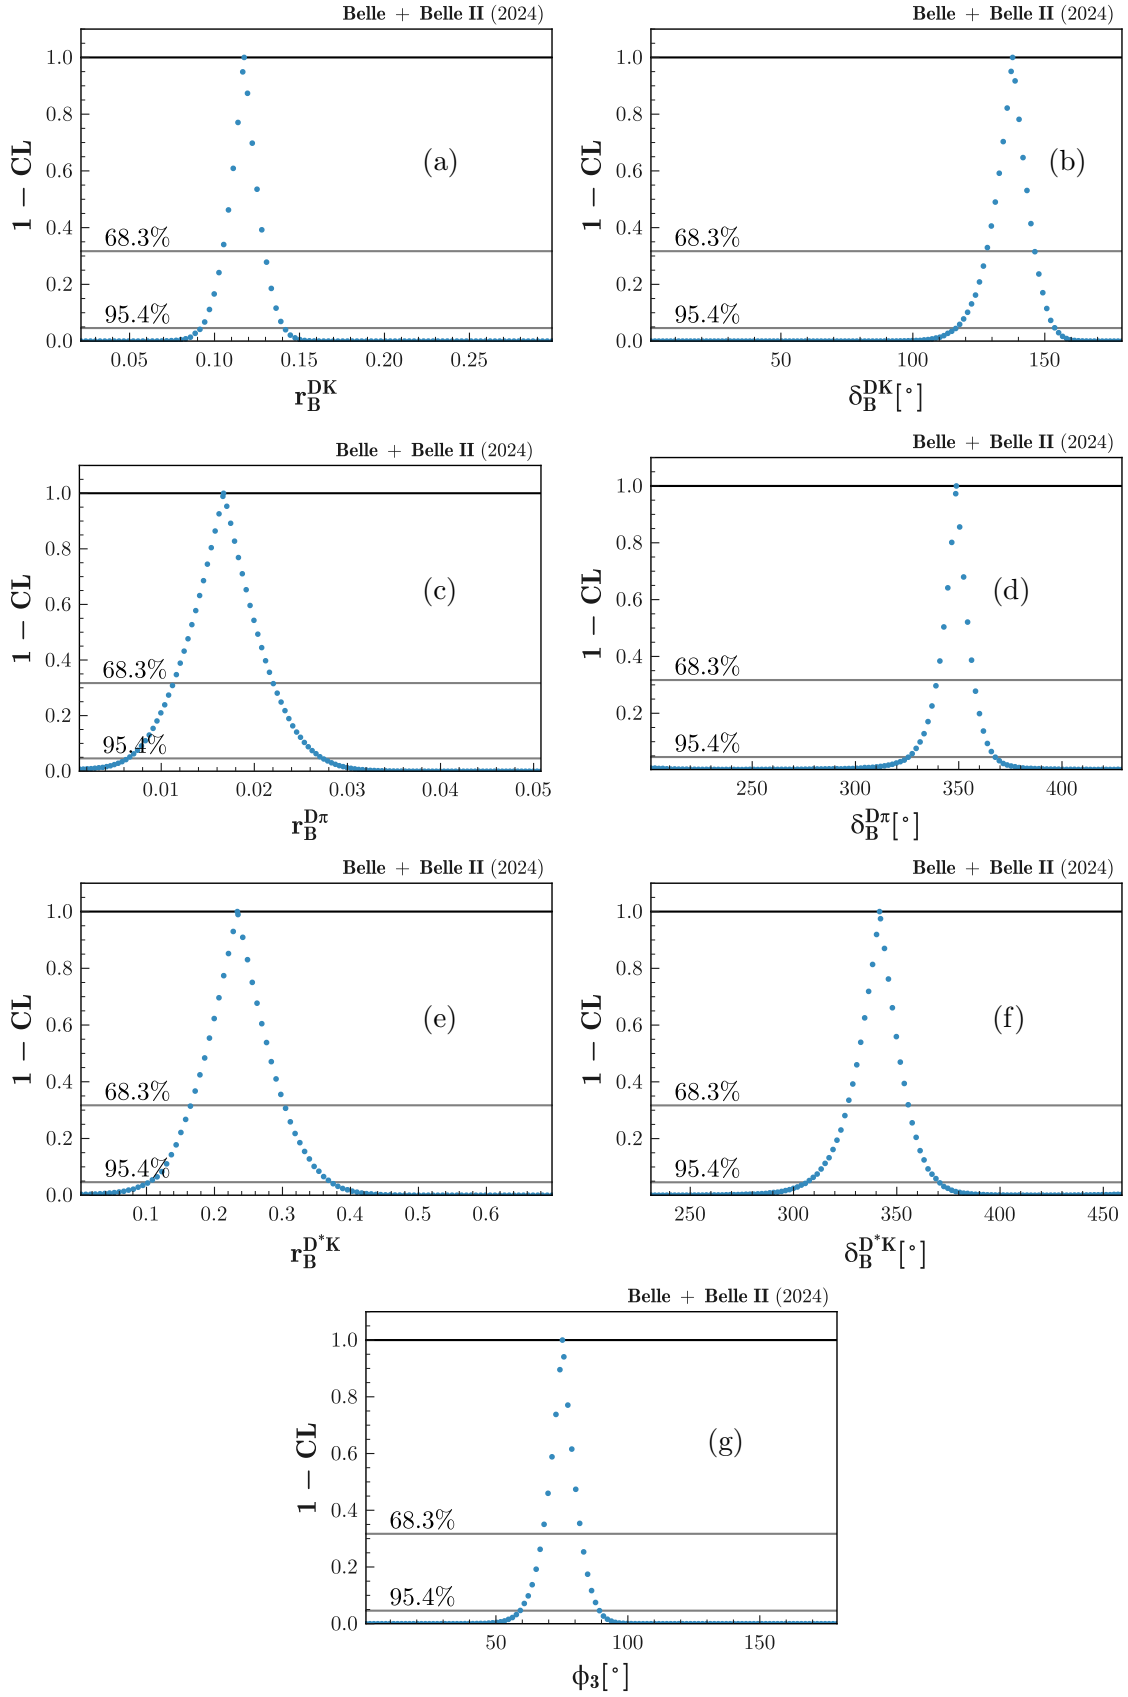 Belle + Belle II (2024)
1.0
0.8
0.6
0.4
0.2
0.0
1 − CL
(a)
68.3%
95.4%
0.05 0.10 0.15 0.20 0.25
r_B^DK
Belle + Belle II (2024)
1.0
0.8
0.6
0.4
0.2
0.0
1 − CL
(b)
68.3%
95.4%
50 100 150
δ_B^DK[°]
Belle + Belle II (2024)
1.0
0.8
0.6
0.4
0.2
0.0
1 − CL
(c)
68.3%
95.4%
0.01 0.02 0.03 0.04 0.05
r_B^Dπ
Belle + Belle II (2024)
1.0
0.8
0.6
0.4
0.2
1 − CL
(d)
68.3%
95.4%
250 300 350 400
δ_B^Dπ[°]
Belle + Belle II (2024)
1.0
0.8
0.6
0.4
0.2
0.0
1 − CL
(e)
68.3%
95.4%
0.1 0.2 0.3 0.4 0.5 0.6
r_B^D*K
Belle + Belle II (2024)
1.0
0.8
0.6
0.4
0.2
1 − CL
(f)
68.3%
95.4%
250 300 350 400 450
δ_B^D*K[°]
Belle + Belle II (2024)
1.0
0.8
0.6
0.4
0.2
0.0
1 − CL
(g)
68.3%
95.4%
50 100 150
ϕ₃[°]